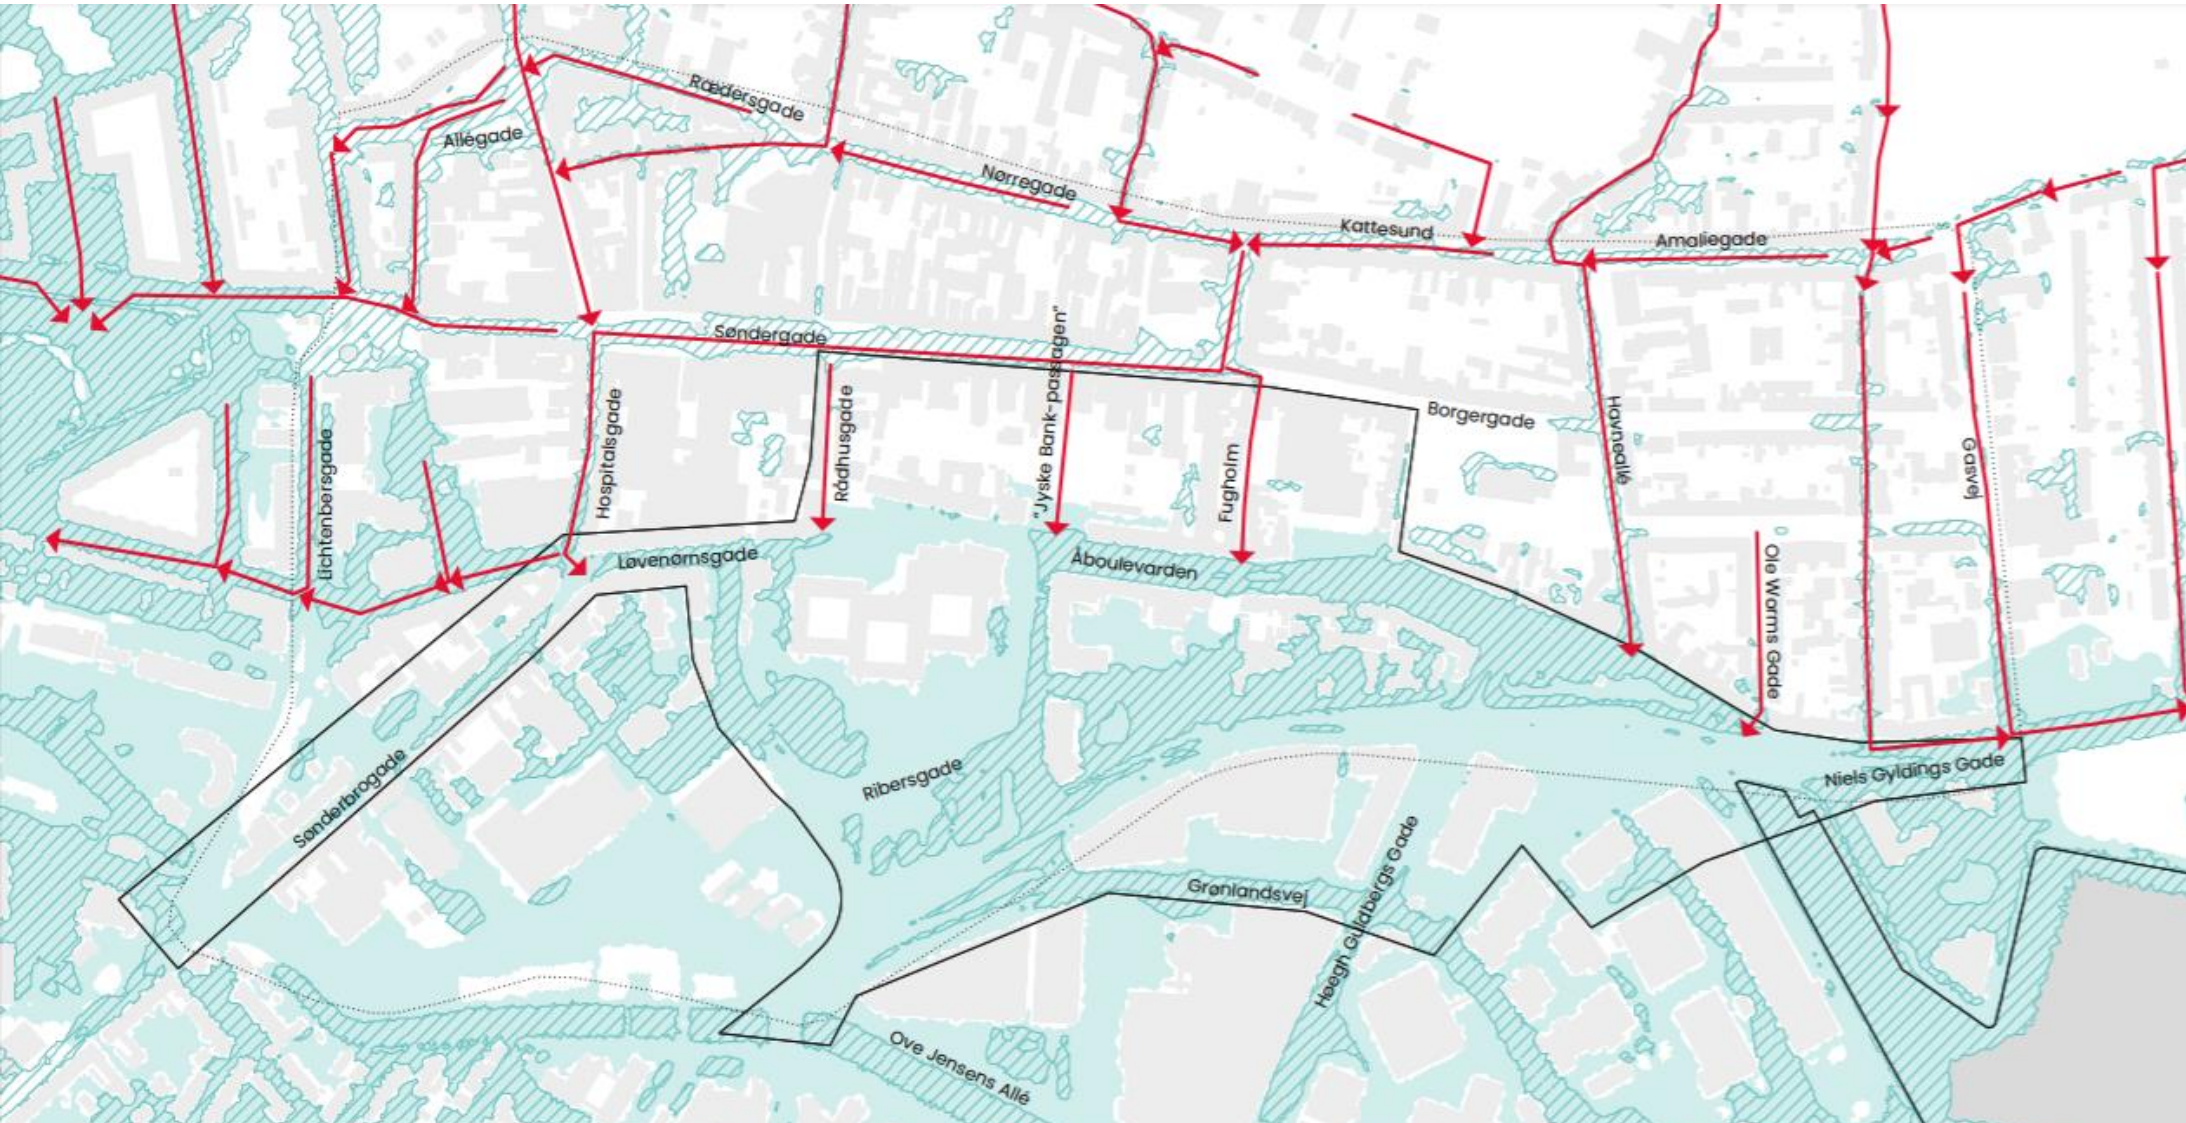 Rædersgade
Allégade
Nørregade
Kattesund
Amaliegade
Søndergade
"Jyske Bank-passagen"
Borgergade
Hospitalsgade
Rådhusgade
Fugholm
Havneallé
Gasvej
Lichtenbergsgade
Løvenørnsgade
Åboulevarden
Ole Worms Gade
Sønderbrogade
Ribersgade
Niels Gyldings Gade
Grønlandsvej
Høegh Guldbergs Gade
Ove Jensens Allé